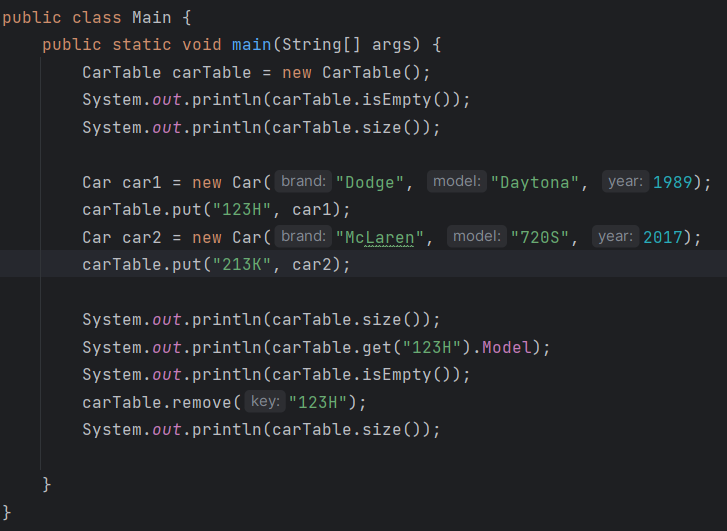 public class Main {
    public static void main(String[] args) {
        CarTable carTable = new CarTable();
        System.out.println(carTable.isEmpty());
        System.out.println(carTable.size());

        Car car1 = new Car( brand: "Dodge", model: "Daytona", year: 1989);
        carTable.put("123H", car1);
        Car car2 = new Car( brand: "McLaren", model: "720S", year: 2017);
        carTable.put("213K", car2);

        System.out.println(carTable.size());
        System.out.println(carTable.get("123H").Model);
        System.out.println(carTable.isEmpty());
        carTable.remove( key: "123H");
        System.out.println(carTable.size());

    }
}